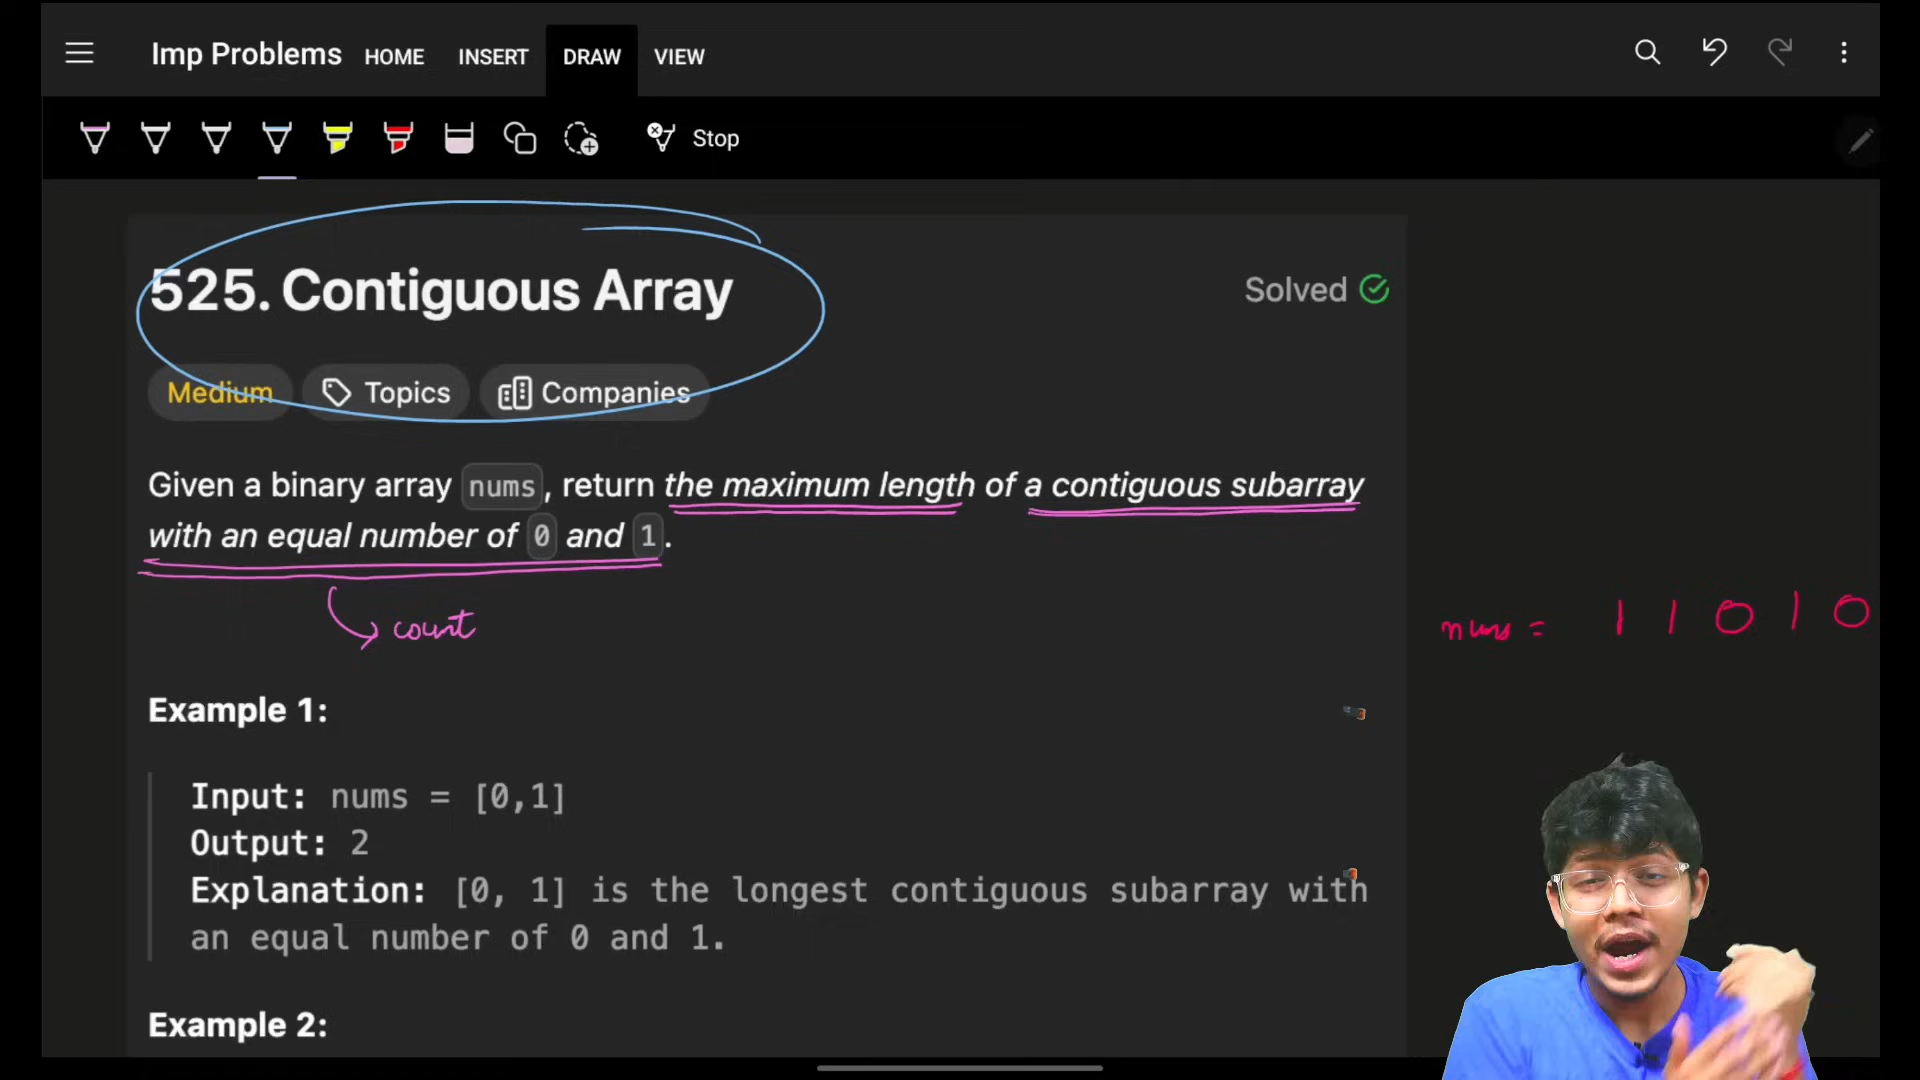 Imp Problems HOME INSERT DRAW VIEW
Stop
525. Contiguous Array
Solved
Medium Topics Companies
Given a binary array nums, return the maximum length of a contiguous subarray
with an equal number of 0 and 1.
count
nums = 1 1 0 1 0
Example 1:
Input: nums = [0,1]
Output: 2
Explanation: [0, 1] is the longest contiguous subarray with
an equal number of 0 and 1.
Example 2: